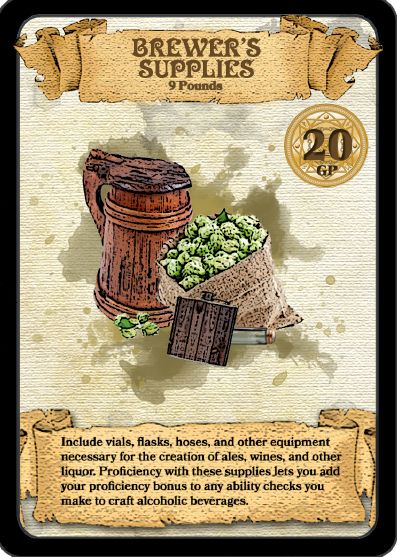 BREWER'S
SUPPLIES
9 Pounds
20
GP
Include vials, flasks, hoses, and other equipment
necessary for the creation of ales, wines, and other
liquor. Proficiency with these supplies lets you add
your proficiency bonus to any ability checks you
make to craft alcoholic beverages.